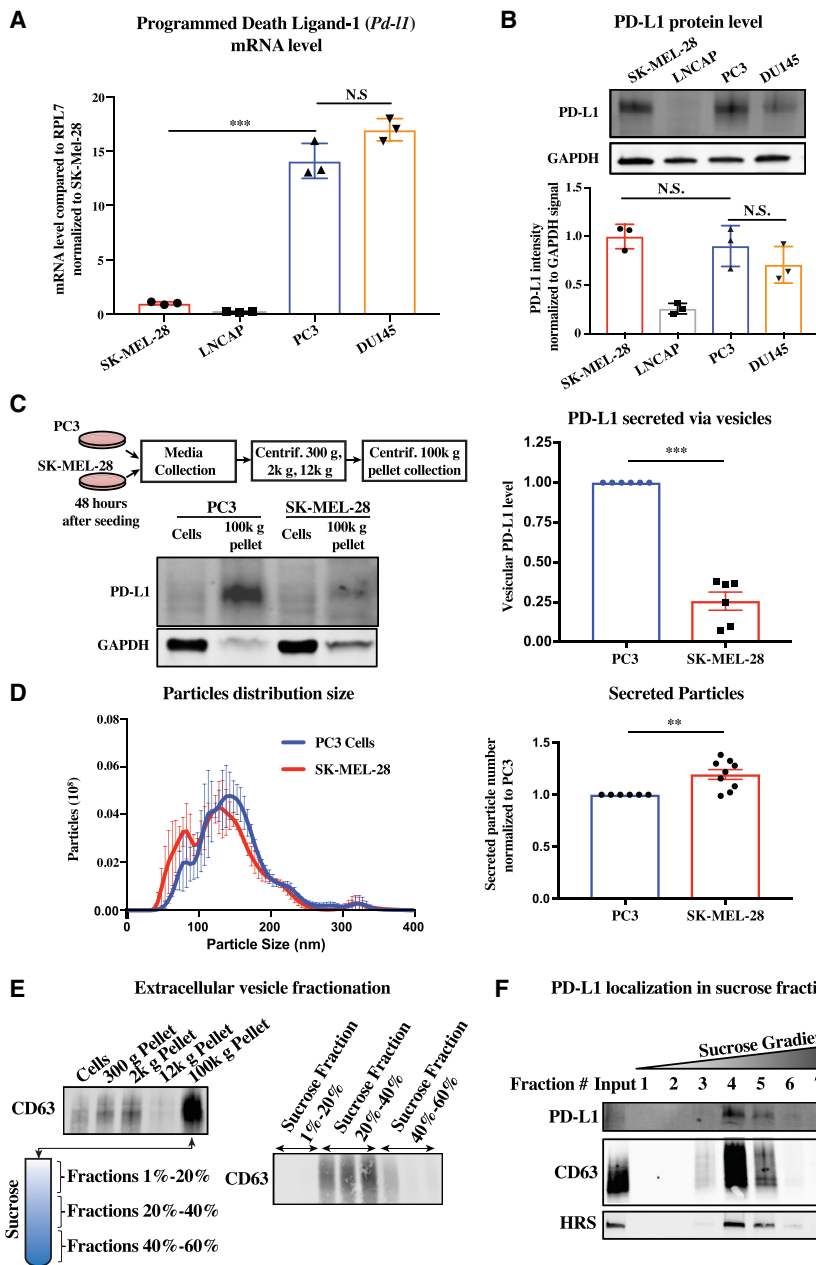 A
Programmed Death Ligand-1 (Pd-l1)
mRNA level
mRNA level compared to RPL7
normalized to SK-Mel-28
20
15
10
5
0
***
N.S
SK-MEL-28
LNCAP
PC3
DU145
B
PD-L1 protein level
SK-MEL-28
LNCAP
PC3
DU145
PD-L1
GAPDH
PD-L1 intensity
normalized to GAPDH signal
1.5
1.0
0.5
0
N.S.
N.S.
SK-MEL-28
LNCAP
PC3
DU145
C
PC3
SK-MEL-28
48 hours
after seeding
Media
Collection
Centrif. 300 g,
2k g, 12k g
Centrif. 100k g
pellet collection
PC3
SK-MEL-28
Cells
100k g
pellet
Cells
100k g
pellet
PD-L1
GAPDH
PD-L1 secreted via vesicles
Vesicular PD-L1 level
1.25
1.00
0.75
0.50
0.25
0.00
***
PC3
SK-MEL-28
D
Particles distribution size
Particles (10⁸)
0.08
0.06
0.04
0.02
0.00
PC3 Cells
SK-MEL-28
0
100
200
300
400
Particle Size (nm)
Secreted Particles
Secreted particle number
normalized to PC3
1.5
1.0
0.5
0.0
**
PC3
SK-MEL-28
E
Extracellular vesicle fractionation
Cells
300 g Pellet
2k g Pellet
12k g Pellet
100k g Pellet
CD63
Sucrose
Fractions 1%-20%
Fractions 20%-40%
Fractions 40%-60%
Sucrose Fraction
1%-20%
Sucrose Fraction
20%-40%
Sucrose Fraction
40%-60%
CD63
F
PD-L1 localization in sucrose fracti
Sucrose Gradien
Fraction # Input 1 2 3 4 5 6 7
PD-L1
CD63
HRS